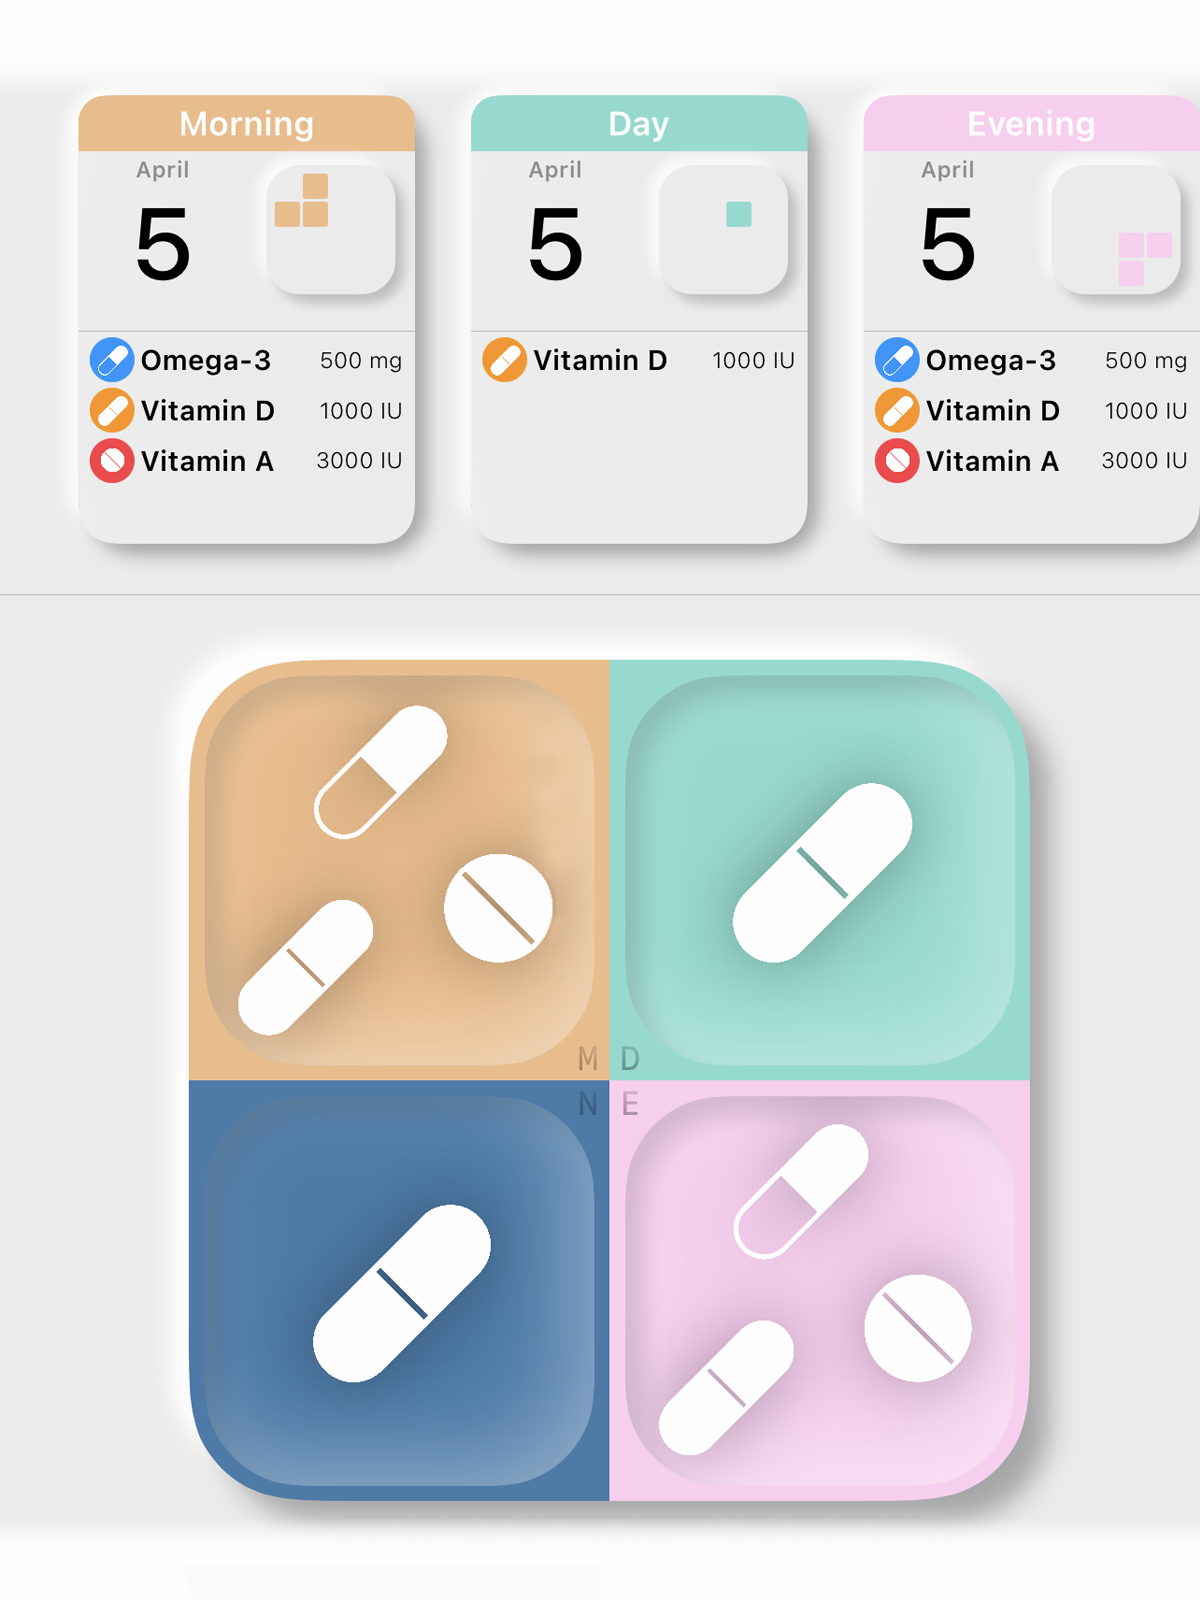 Morning
April
5
Omega-3 500 mg
Vitamin D 1000 IU
Vitamin A 3000 IU
Day
April
5
Vitamin D 1000 IU
Evening
April
5
Omega-3 500 mg
Vitamin D 1000 IU
Vitamin A 3000 IU
M D
N E